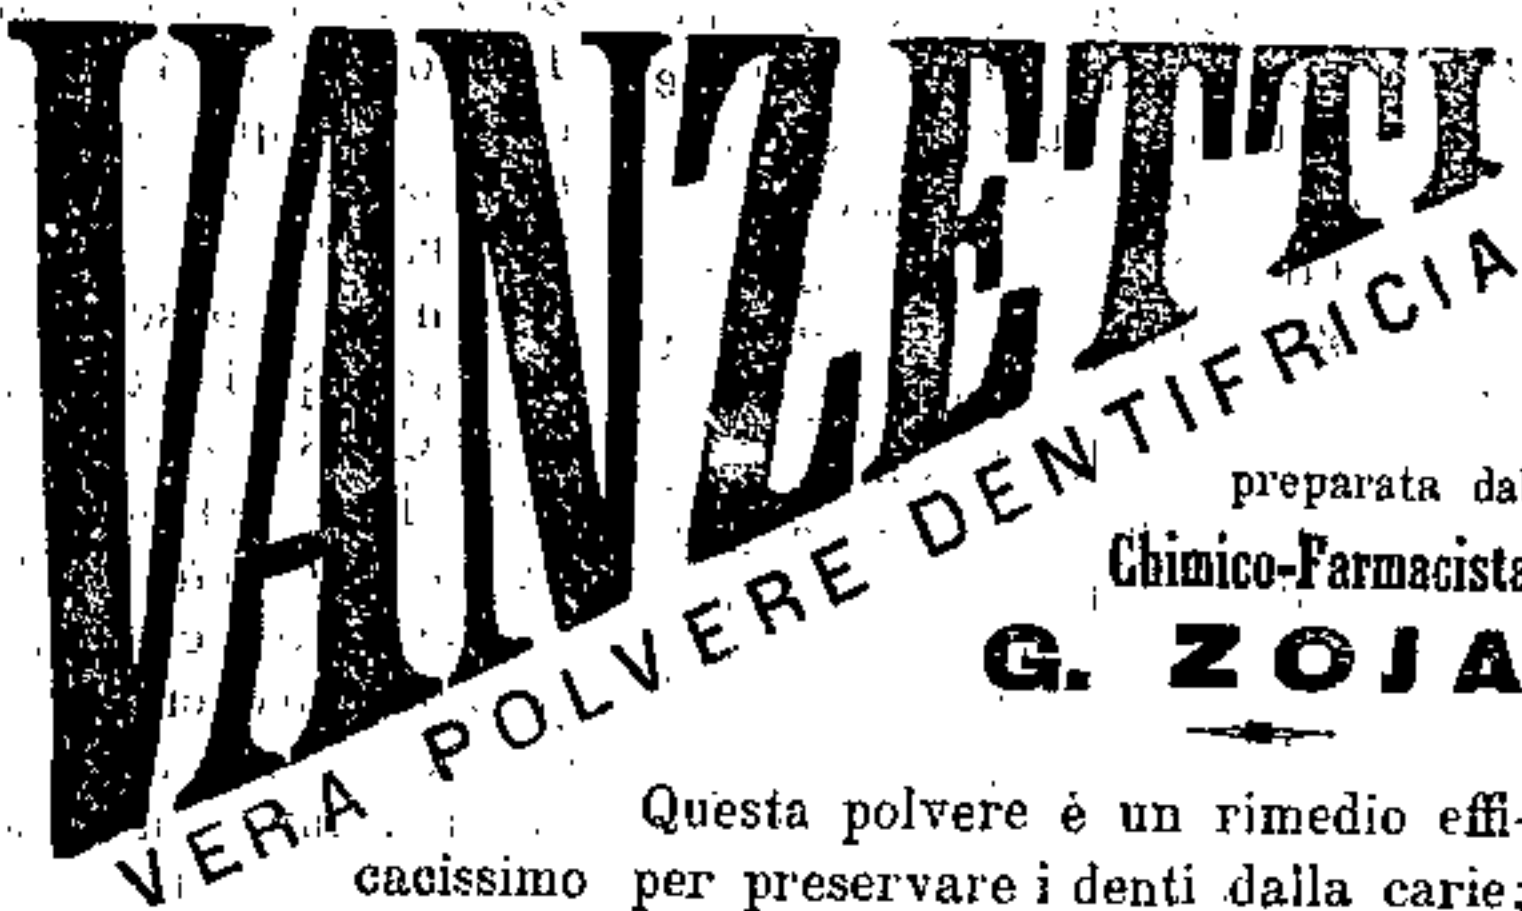 VANZETTI
VERA POLVERE DENTIFRICIA
preparata dal
Chimico-Farmacista
G. ZOJA
Questa polvere è un rimedio effi-
cacissimo per preservare i denti dalla carie;